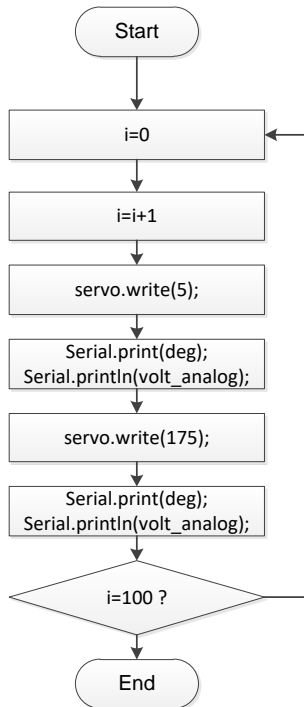 Start
i=0
i=i+1
servo.write(5);
Serial.print(deg);
Serial.println(volt_analog);
servo.write(175);
Serial.print(deg);
Serial.println(volt_analog);
i=100 ?
End